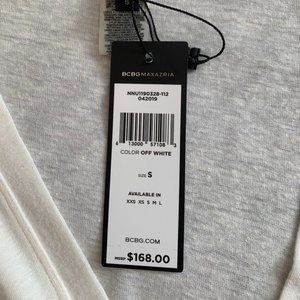 BCBGMAXAZRIA
NNU1190328-112
042019
4 13000 57108 3
COLOR OFF WHITE
SIZE S
AVAILABLE IN
XXS XS S M L
BCBG.COM
MSRP $168.00